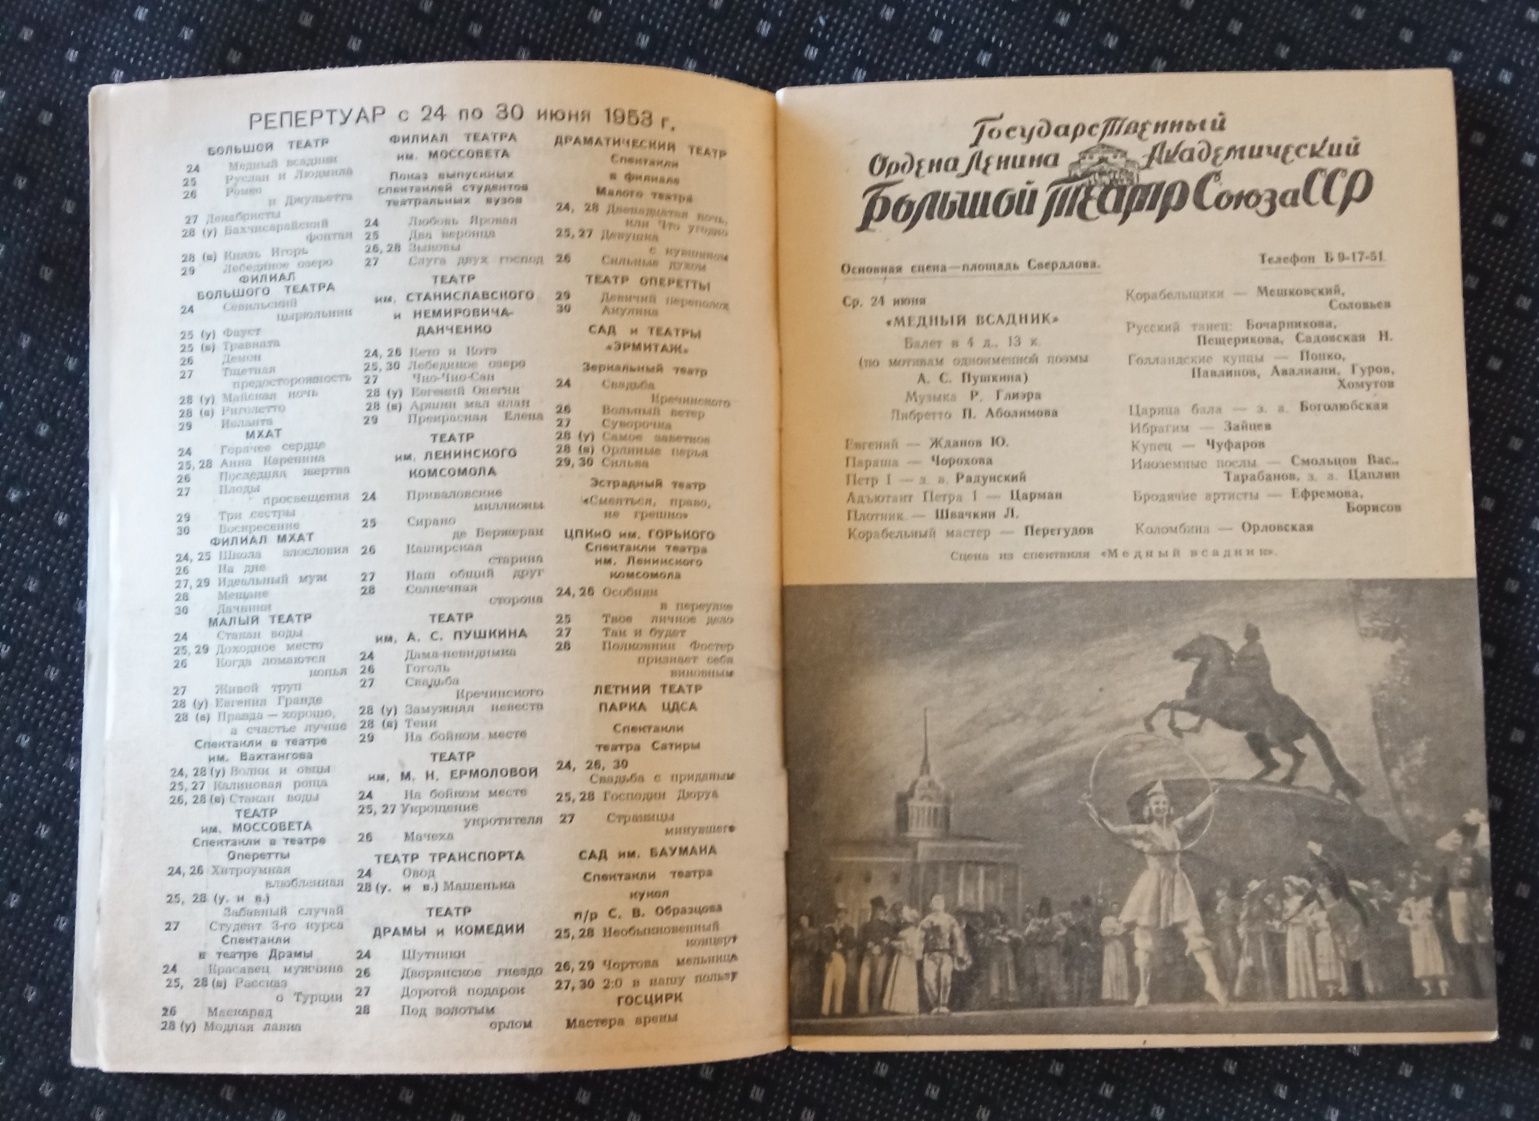 РЕПЕРТУАР с 24 по 30 июня 1953 г.
БОЛЬШОЙ ТЕАТР
24 Медный всадник
25 Руслан и Людмила
26 Ромео
и Джульетта
27 Декабристы
28 (у) Бахчисарайский
фонтан
28 (в) Князь Игорь
29 Лебединое озеро
ФИЛИАЛ
БОЛЬШОГО ТЕАТРА
24 Севильский
цырюльник
25 (у) Фауст
25 (в) Травиата
26 Демон
27 Тщетная
предосторожность
28 (у) Майская ночь
28 (в) Риголетто
29 Иоланта
МХАТ
24 Горячее сердце
25, 28 Анна Каренина
26 Последняя жертва
27 Плоды
просвещения
29 Три сестры
30 Воскресение
ФИЛИАЛ МХАТ
24, 25 Школа злословия
26 На дне
27, 29 Идеальный муж
28 Мещане
30 Дачники
МАЛЫЙ ТЕАТР
24 Стакан воды
25, 29 Доходное место
26 Когда ломаются
копья
27 Живой труп
28 (у) Евгения Гранде
28 (в) Правда — хорошо,
а счастье лучше
Спектакли в театре
им. Вахтангова
24, 28 (у) Волки и овцы
25, 27 Калиновая роща
26, 28 (в) Стакан воды
ТЕАТР
им. МОССОВЕТА
Спектакли в театре
Оперетты
24, 26 Хитроумная
влюбленная
25, 28 (у. и в.)
Забавный случай
27 Студент 3-го курса
Спектакли
в театре Драмы
24 Красавец мужчина
25, 28 (в) Рассказ
о Турции
26 Маскарад
28 (у) Модная лавка
ФИЛИАЛ ТЕАТРА
им. МОССОВЕТА
Показ выпускных
спектаклей студентов
театральных вузов
24 Любовь Яровая
25 Два веронца
26, 28 Зыковы
27 Слуга двух господ
ТЕАТР
им. СТАНИСЛАВСКОГО
и НЕМИРОВИЧА-
ДАНЧЕНКО
24, 26 Кето и Котэ
25, 30 Лебединое озеро
27 Чио-Чио-Сан
28 (у) Евгений Онегин
28 (в) Аршин мал алан
29 Прекрасная Елена
ТЕАТР
им. ЛЕНИНСКОГО
КОМСОМОЛА
24 Приваловские
миллионы
25 Сирано
де Бержерак
26 Каширская
старина
27 Наш общий друг
28 Солнечная
сторона
ТЕАТР
им. А. С. ПУШКИНА
24 Дама-невидимка
26 Гоголь
27 Свадьба
Кречинского
28 (у) Замужняя невеста
28 (в) Тени
29 На бойком месте
ТЕАТР
им. М. Н. ЕРМОЛОВОЙ
24 На бойком месте
25, 27 Укрощение
укротителя
26 Мачеха
ТЕАТР ТРАНСПОРТА
24 Овод
28 (у. и в.) Машенька
ТЕАТР
ДРАМЫ и КОМЕДИИ
24 Шутники
26 Дворянское гнездо
27 Дорогой подарок
28 Под золотым
орлом
ДРАМАТИЧЕСКИЙ ТЕАТР
Спектакли
в филиале
Малого театра
24, 28 Двенадцатая ночь,
или Что угодно
25, 27 Девушка
с кувшином
26 Сильные духом
ТЕАТР ОПЕРЕТТЫ
29 Девичий переполох
30 Акулина
САД и ТЕАТРЫ
«ЭРМИТАЖ»
Зеркальный театр
24 Свадьба
Кречинского
26 Вольный ветер
27 Суворочка
28 (у) Самое заветное
28 (в) Орлиные перья
29, 30 Сильва
Эстрадный театр
«Смеяться, право,
не грешно»
ЦПКиО им. ГОРЬКОГО
Спектакли театра
им. Ленинского
комсомола
24, 26 Особняк
в переулке
25 Твое личное дело
27 Так и будет
28 Полковник Фостер
признает себя
виновным
ЛЕТНИЙ ТЕАТР
ПАРКА ЦДСА
Спектакли
театра Сатиры
24, 26, 30
Свадьба с приданым
25, 28 Господин Дюруа
27 Страницы
минувшего
САД им. БАУМАНА
Спектакли театра
кукол
п/р С. В. Образцова
25, 28 Необыкновенный
концерт
26, 29 Чортова мельница
27, 30 2:0 в нашу пользу
ГОСЦИРК
Мастера арены
Государственный
Ордена Ленина Академический
Большой Театр Союза ССР
Основная сцена — площадь Свердлова.
Телефон Б 9-17-51.
Ср. 24 июня
«МЕДНЫЙ ВСАДНИК»
Балет в 4 д., 13 к.
(по мотивам одноименной поэмы
А. С. Пушкина)
Музыка Р. Глиэра
Либретто П. Аболимова
Евгений — Жданов Ю.
Параша — Чорохова
Петр I — з. а. Радунский
Адъютант Петра I — Царман
Плотник — Швачкин Л.
Корабельный мастер — Перегудов
Корабельщики — Мешковский,
Соловьев
Русский танец: Бочарникова,
Пещерикова, Садовская Н.
Голландские купцы — Попко,
Павлинов, Авалиани, Гуров,
Хомутов
Царица бала — з. а. Боголюбская
Ибрагим — Зайцев
Купец — Чуфаров
Иноземные послы — Смольцов Вас.,
Тарабанов, з. а. Цаплин
Бродячие артисты — Ефремова,
Борисов
Коломбина — Орловская
Сцена из спектакля «Медный всадник».